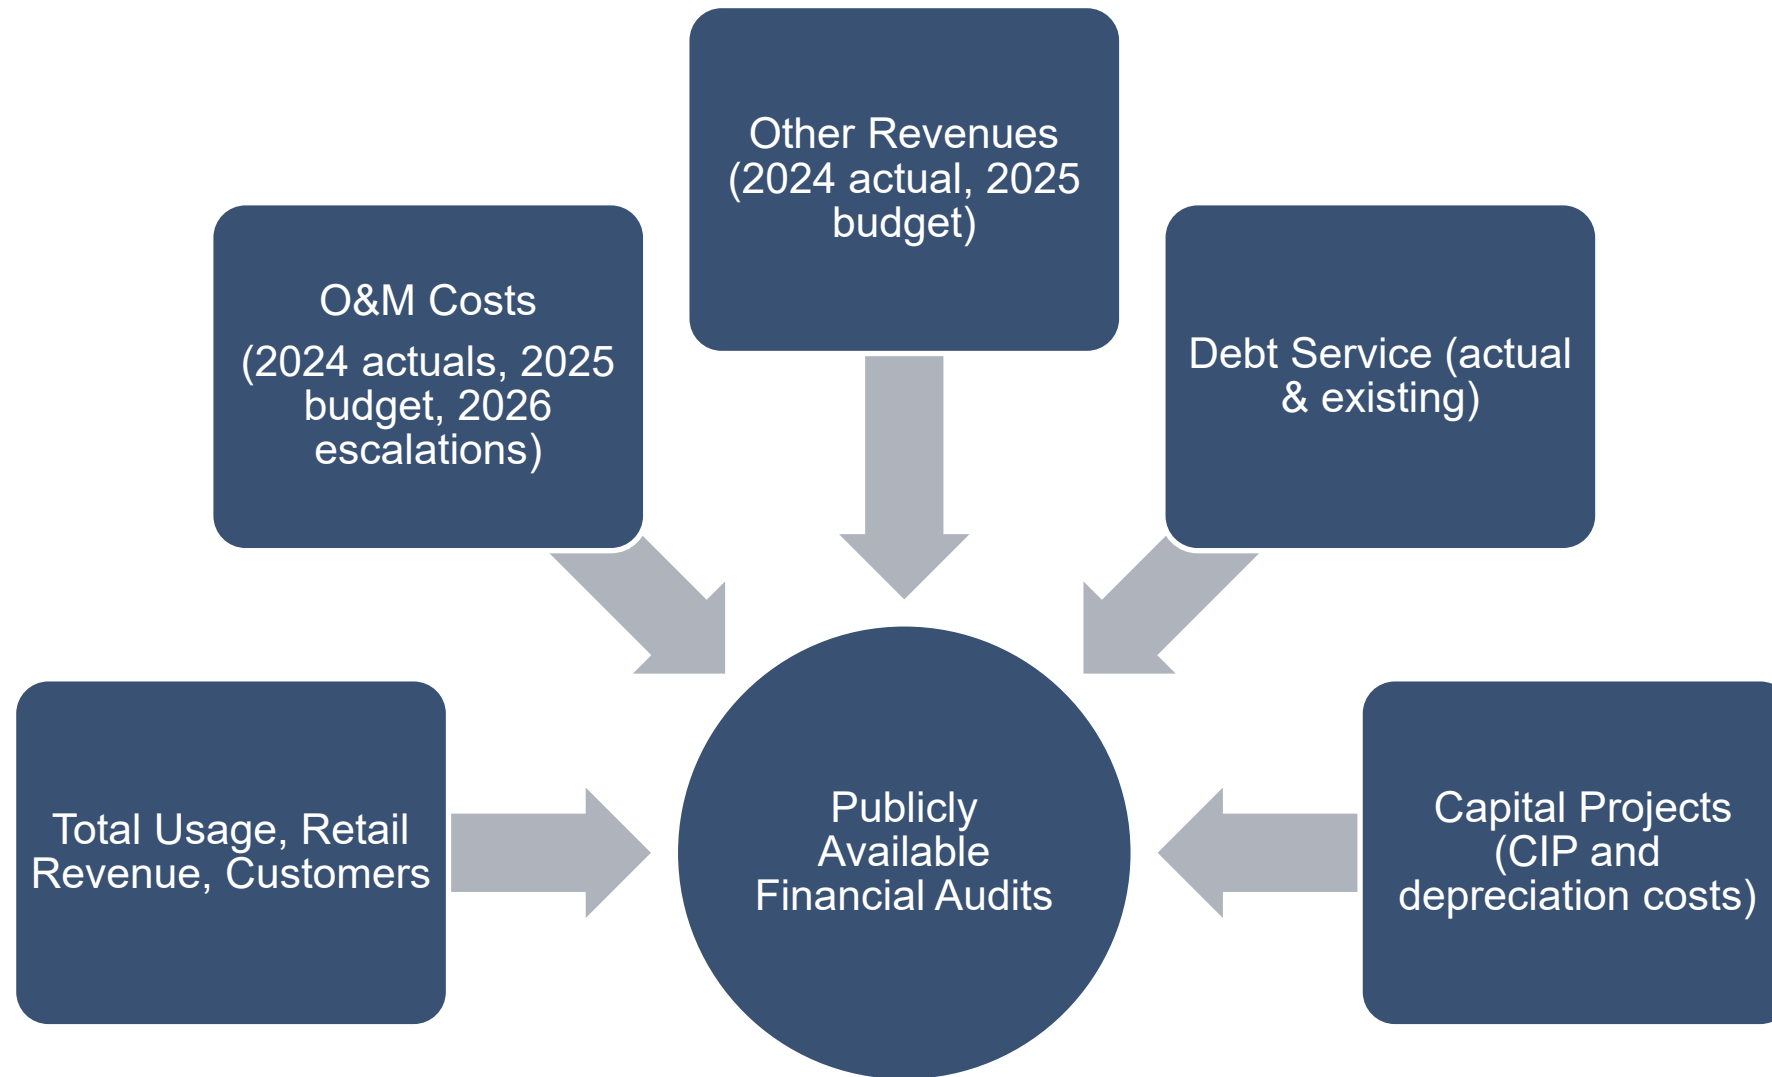 Other Revenues
(2024 actual, 2025
budget)
O&M Costs
(2024 actuals, 2025
budget, 2026
escalations)
Debt Service (actual
& existing)
Total Usage, Retail
Revenue, Customers
Publicly
Available
Financial Audits
Capital Projects
(CIP and
depreciation costs)